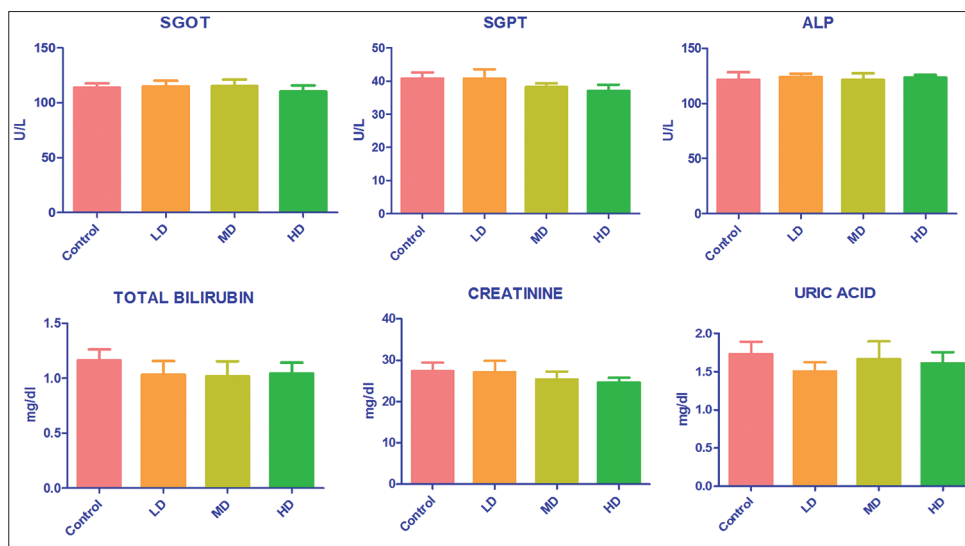 SGOT
SGPT
ALP
150
100
50
0
U/L
Control
LD
MD
HD
50
40
30
20
10
0
U/L
Control
LD
MD
HD
150
100
50
0
U/L
Control
LD
MD
HD
TOTAL BILIRUBIN
CREATININE
URIC ACID
1.5
1.0
0.5
0.0
mg/dl
Control
LD
MD
HD
40
30
20
10
0
mg/dl
Control
LD
MD
HD
2.0
1.5
1.0
0.5
0.0
mg/dl
Control
LD
MD
HD